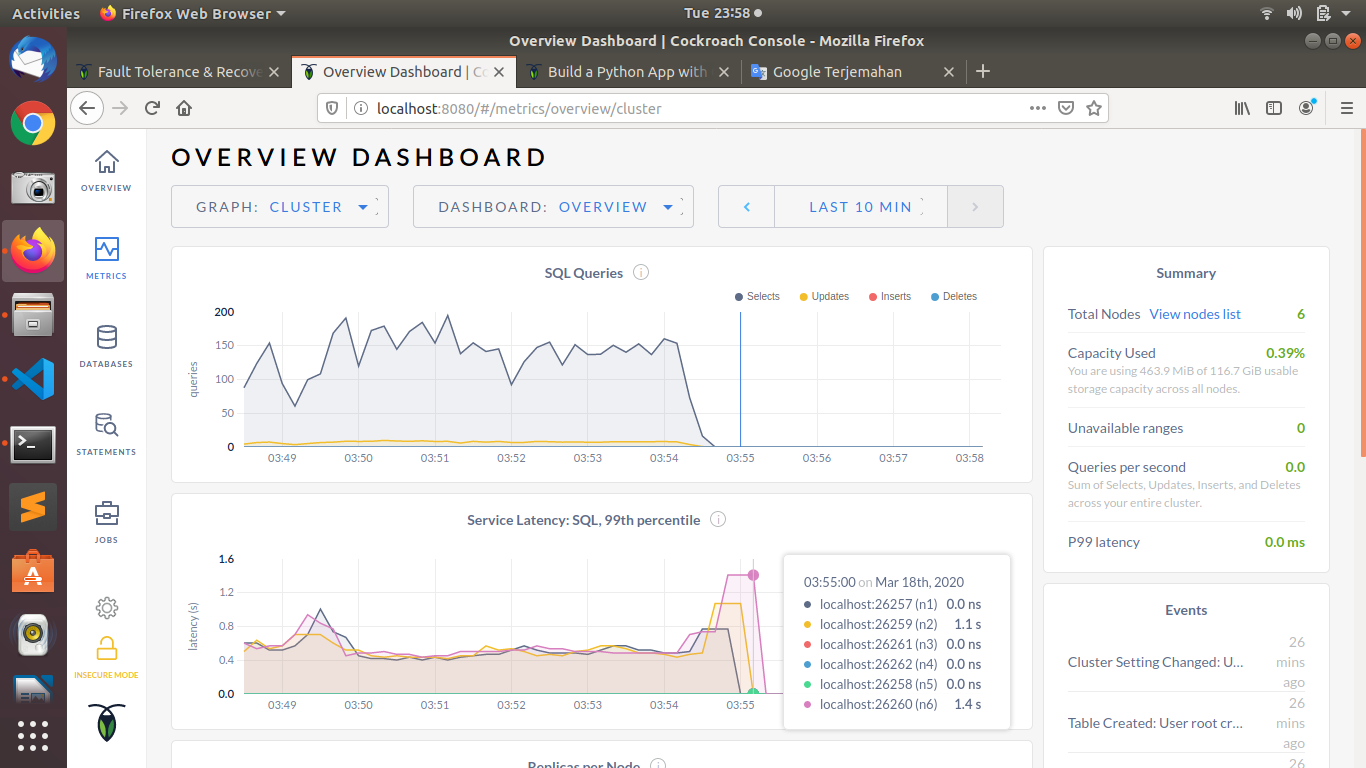 Activities
Firefox Web Browser
Tue 23:58
Overview Dashboard | Cockroach Console - Mozilla Firefox
Fault Tolerance & Recove
Overview Dashboard | Co
Build a Python App with
Google Terjemahan
localhost:8080/#/metrics/overview/cluster
OVERVIEW
METRICS
DATABASES
STATEMENTS
JOBS
INSECURE MODE
OVERVIEW DASHBOARD
GRAPH: CLUSTER
DASHBOARD: OVERVIEW
LAST 10 MIN
SQL Queries
Selects Updates Inserts Deletes
queries
200
150
100
50
0
03:49 03:50 03:51 03:52 03:53 03:54 03:55 03:56 03:57 03:58
Service Latency: SQL, 99th percentile
latency (s)
1.6
1.2
0.8
0.4
0.0
03:49 03:50 03:51 03:52 03:53 03:54 03:55
03:55:00 on Mar 18th, 2020
localhost:26257 (n1) 0.0 ns
localhost:26259 (n2) 1.1 s
localhost:26261 (n3) 0.0 ns
localhost:26262 (n4) 0.0 ns
localhost:26258 (n5) 0.0 ns
localhost:26260 (n6) 1.4 s
Replicas per Node
Summary
Total Nodes View nodes list 6
Capacity Used 0.39%
You are using 463.9 MiB of 116.7 GiB usable
storage capacity across all nodes.
Unavailable ranges 0
Queries per second 0.0
Sum of Selects, Updates, Inserts, and Deletes
across your entire cluster.
P99 latency 0.0 ms
Events
Cluster Setting Changed: U...
26
mins
ago
Table Created: User root cr...
26
mins
ago
26